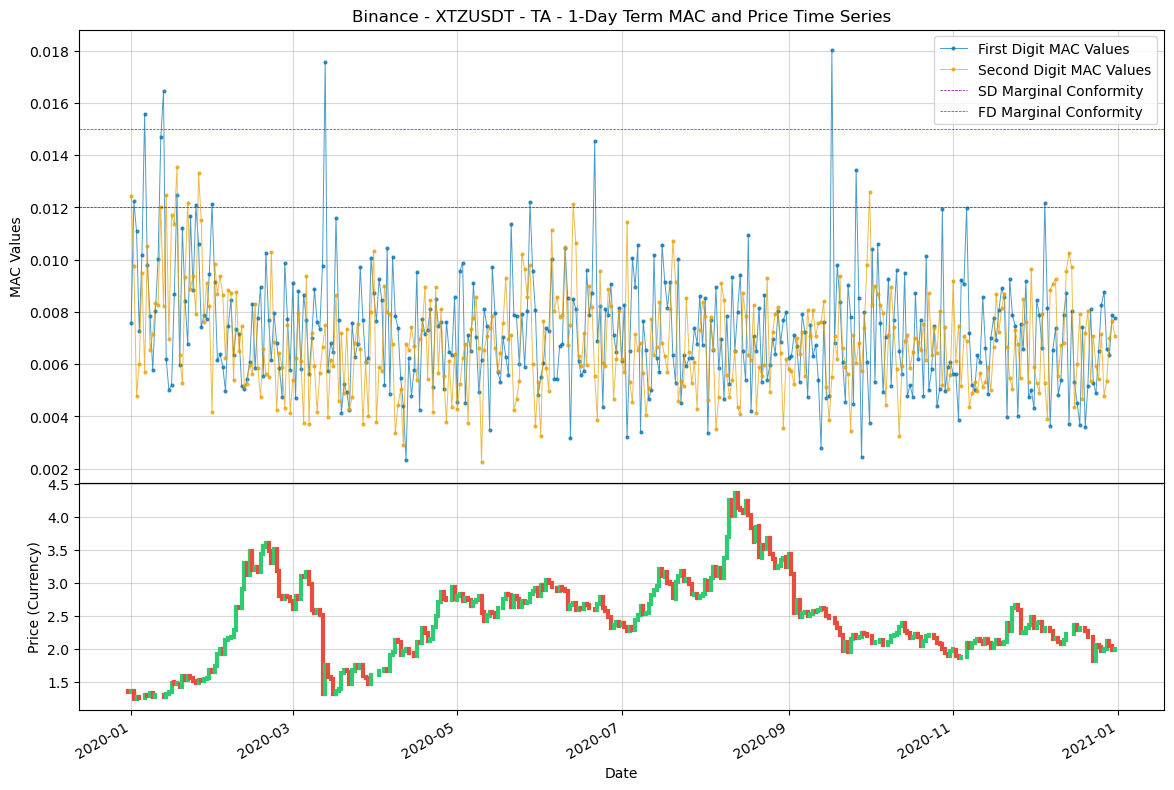 Binance - XTZUSDT - TA - 1-Day Term MAC and Price Time Series
First Digit MAC Values
Second Digit MAC Values
SD Marginal Conformity
FD Marginal Conformity
MAC Values
0.018
0.016
0.014
0.012
0.010
0.008
0.006
0.004
0.002
Price (Currency)
4.5
4.0
3.5
3.0
2.5
2.0
1.5
2020-01
2020-03
2020-05
2020-07
2020-09
2020-11
2021-01
Date